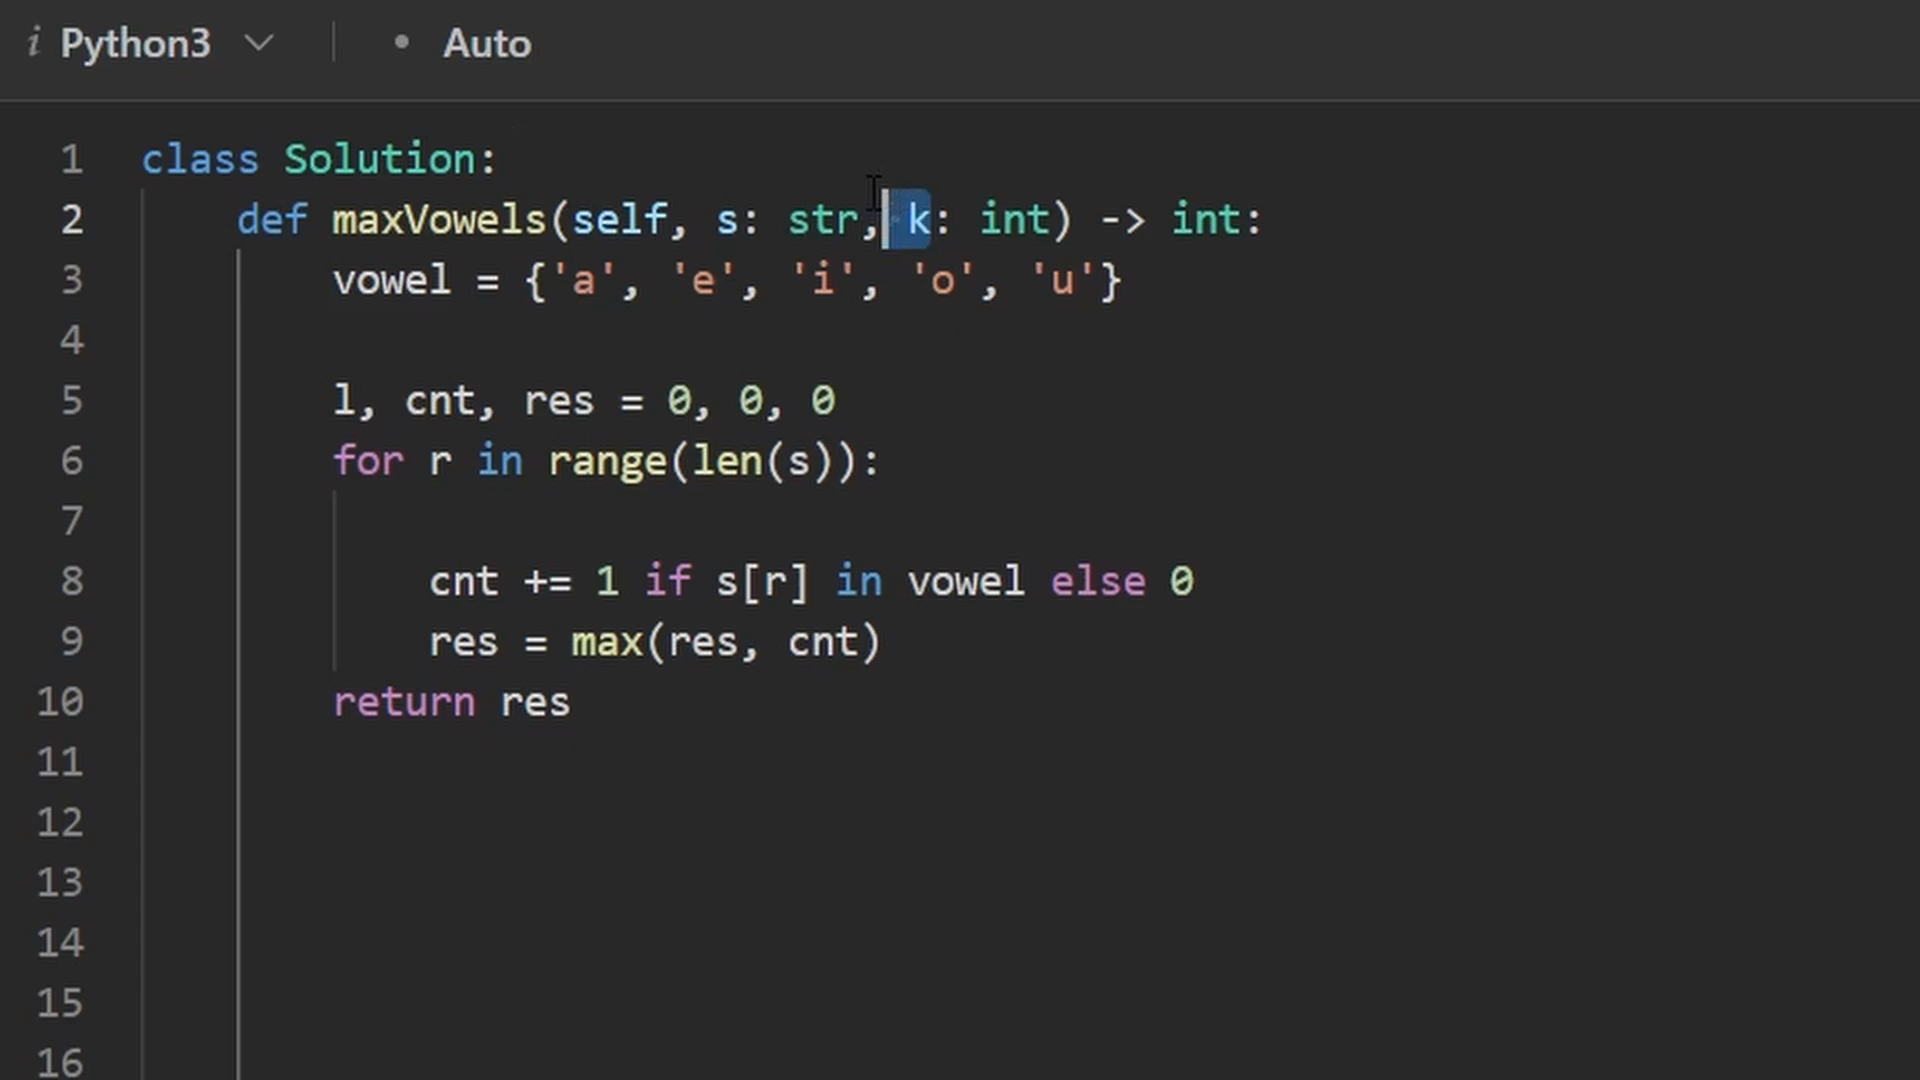 i Python3 • Auto
1 class Solution:
2 def maxVowels(self, s: str, k: int) -> int:
3 vowel = {'a', 'e', 'i', 'o', 'u'}
4
5 l, cnt, res = 0, 0, 0
6 for r in range(len(s)):
7
8 cnt += 1 if s[r] in vowel else 0
9 res = max(res, cnt)
10 return res
11
12
13
14
15
16